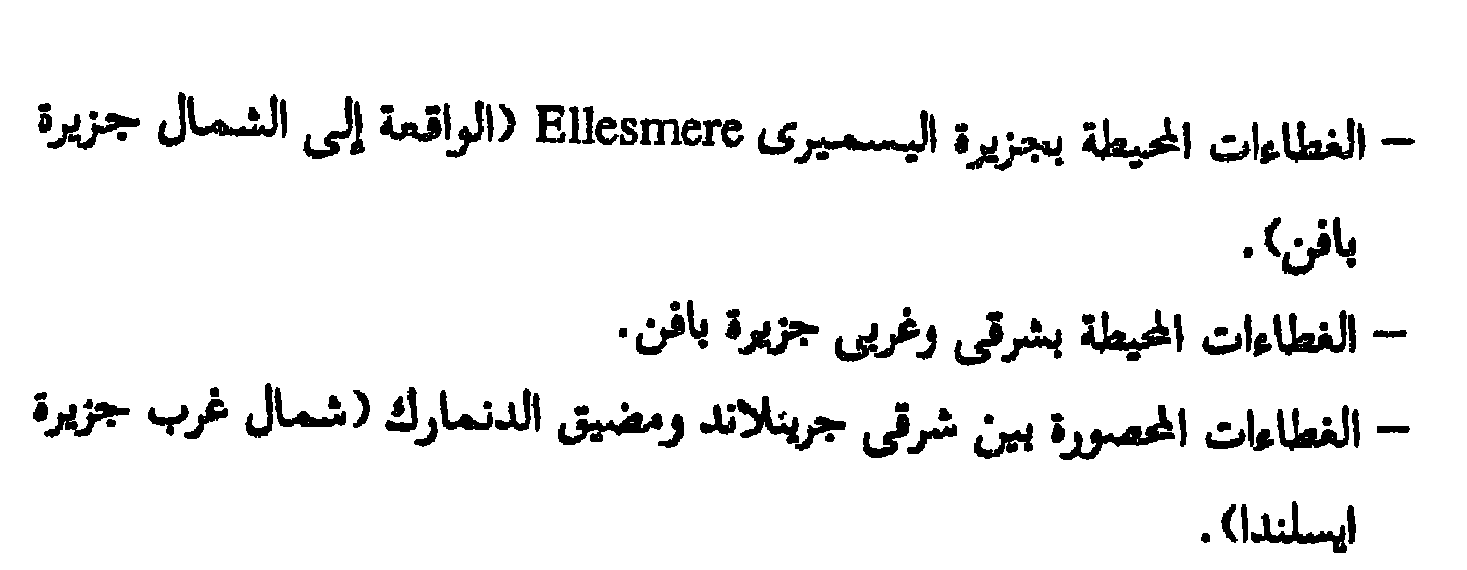 – الغطاءات المحيطة بجزيرة اليسميرى Ellesmere (الواقعة إلى الشمال جزيرة
بافن) .
– الغطاءات المحيطة بشرقى وغربى جزيرة بافن.
– الغطاءات المحصورة بين شرقى جرينلاند ومضيق الدنمارك (شمال غرب جزيرة
ايسلندا) .